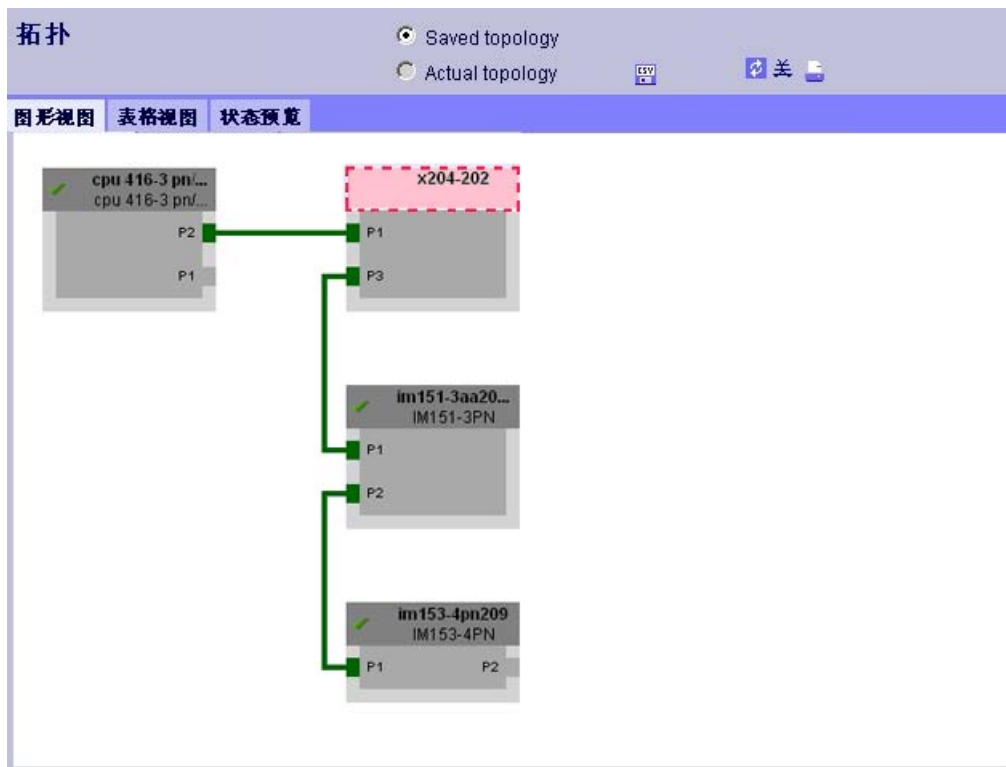 拓扑
Saved topology
Actual topology
CSV
关
图形视图 表格视图 状态预览
cpu 416-3 pn/...
cpu 416-3 pn/...
P2
P1
x204-202
P1
P3
im151-3aa20...
IM151-3PN
P1
P2
im153-4pn209
IM153-4PN
P1 P2